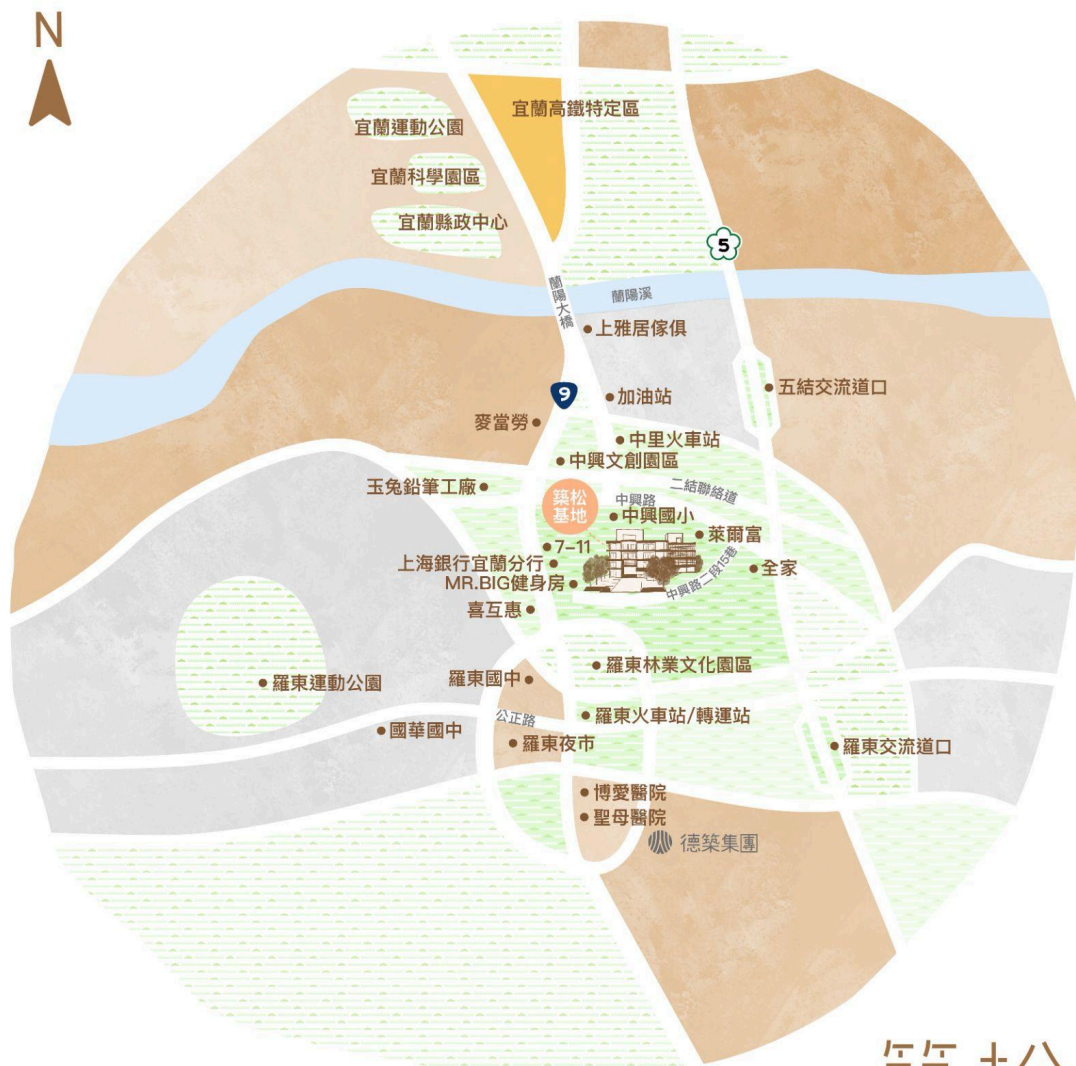 N
宜蘭高鐵特定區
宜蘭運動公園
宜蘭科學園區
宜蘭縣政中心
5
蘭陽大橋
蘭陽溪
上雅居傢俱
五結交流道口
9
加油站
麥當勞
中里火車站
中興文創園區
玉兔鉛筆工廠
二結聯絡道
築松
基地
中興路
中興國小
萊爾富
7-11
上海銀行宜蘭分行
全家
MR.BIG健身房
中興路二段15巷
喜互惠
羅東林業文化園區
羅東國中
羅東運動公園
公正路
羅東火車站/轉運站
國華國中
羅東夜市
羅東交流道口
博愛醫院
聖母醫院
德築集團